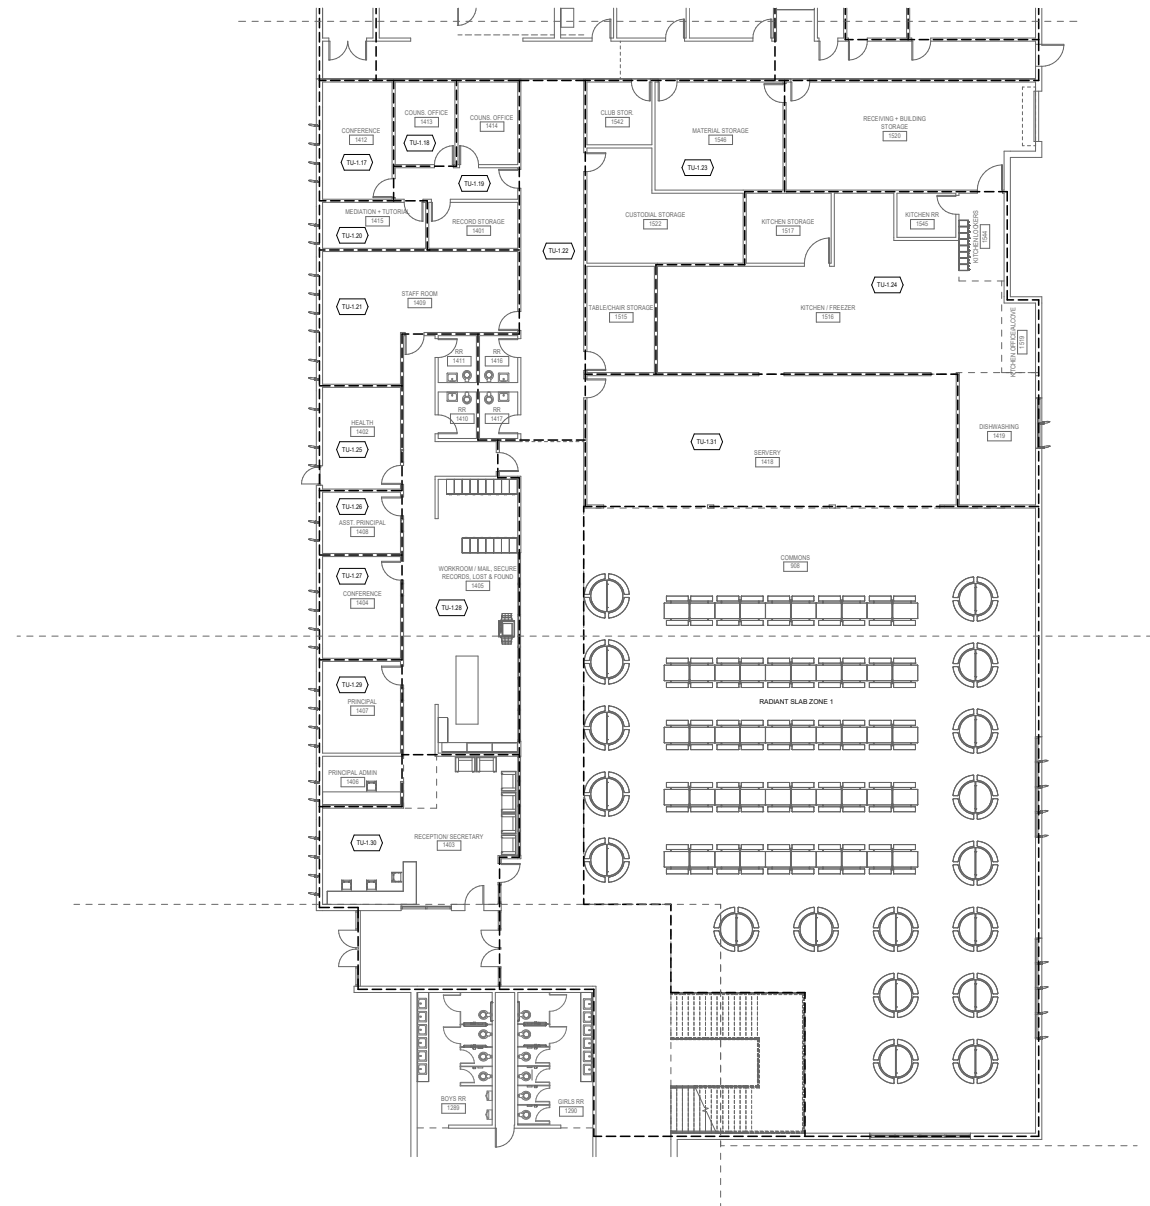 CLUB STOR.
1542
COUNS. OFFICE
1413
COUNS. OFFICE
1414
RECEIVING + BUILDING
STORAGE
1520
CONFERENCE
1412
MATERIAL STORAGE
1546
TU-1.18
TU-1.17
TU-1.23
TU-1.19
MEDIATION + TUTORIAL
1415
TU-1.20
RECORD STORAGE
1401
CUSTODIAL STORAGE
1522
KITCHEN STORAGE
1517
KITCHEN RR
1545
KITCHEN LOCKERS
1544
TU-1.22
TU-1.24
STAFF ROOM
1409
TU-1.21
TABLE/CHAIR STORAGE
1515
KITCHEN / FREEZER
1516
KITCHEN OFFICE/ALCOVE
1519
RR
1411
RR
1416
RR
1410
RR
1417
HEALTH
1402
TU-1.25
TU-1.31
SERVERY
1418
DISHWASHING
1419
TU-1.26
ASST. PRINCIPAL
1408
COMMONS
908
WORKROOM / MAIL, SECURE
RECORDS, LOST & FOUND
1405
TU-1.27
CONFERENCE
1404
TU-1.28
TU-1.29
PRINCIPAL
1407
RADIANT SLAB ZONE 1
PRINCIPAL ADMIN
1406
TU-1.30
RECEPTION/ SECRETARY
1403
BOYS RR
1289
GIRLS RR
1290